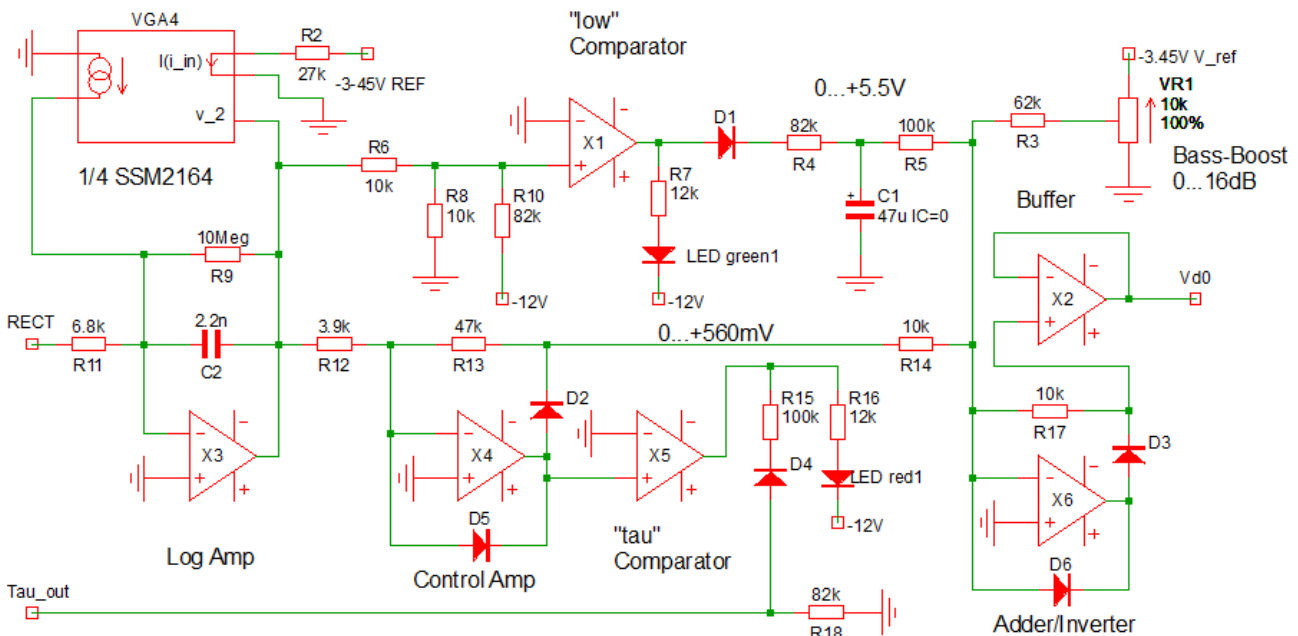 VGA4
I(i_in)
v_2
R2
27k
-3-45V REF
1/4 SSM2164
"low"
Comparator
X1
R6
10k
R8
10k
R10
82k
-12V
D1
R7
12k
LED green1
-12V
0...+5.5V
82k
R4
100k
R5
C1
47u IC=0
+
-3.45V V_ref
VR1
10k
100%
62k
R3
Bass-Boost
0...16dB
Buffer
X2
Vd0
10Meg
R9
RECT
6.8k
R11
2.2n
C2
3.9k
R12
47k
R13
0...+560mV
10k
R14
X3
Log Amp
X4
D2
D5
Control Amp
X5
"tau"
Comparator
R15
100k
D4
R16
12k
LED red1
-12V
10k
R17
D3
X6
D6
Adder/Inverter
Tau_out
82k
R18